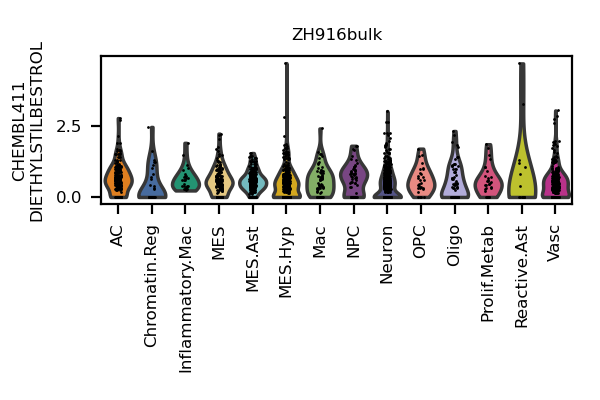 ZH916bulk
CHEMBL411
DIETHYLSTILBESTROL
2.5
0.0
AC
Chromatin.Reg
Inflammatory.Mac
MES
MES.Ast
MES.Hyp
Mac
NPC
Neuron
OPC
Oligo
Prolif.Metab
Reactive.Ast
Vasc